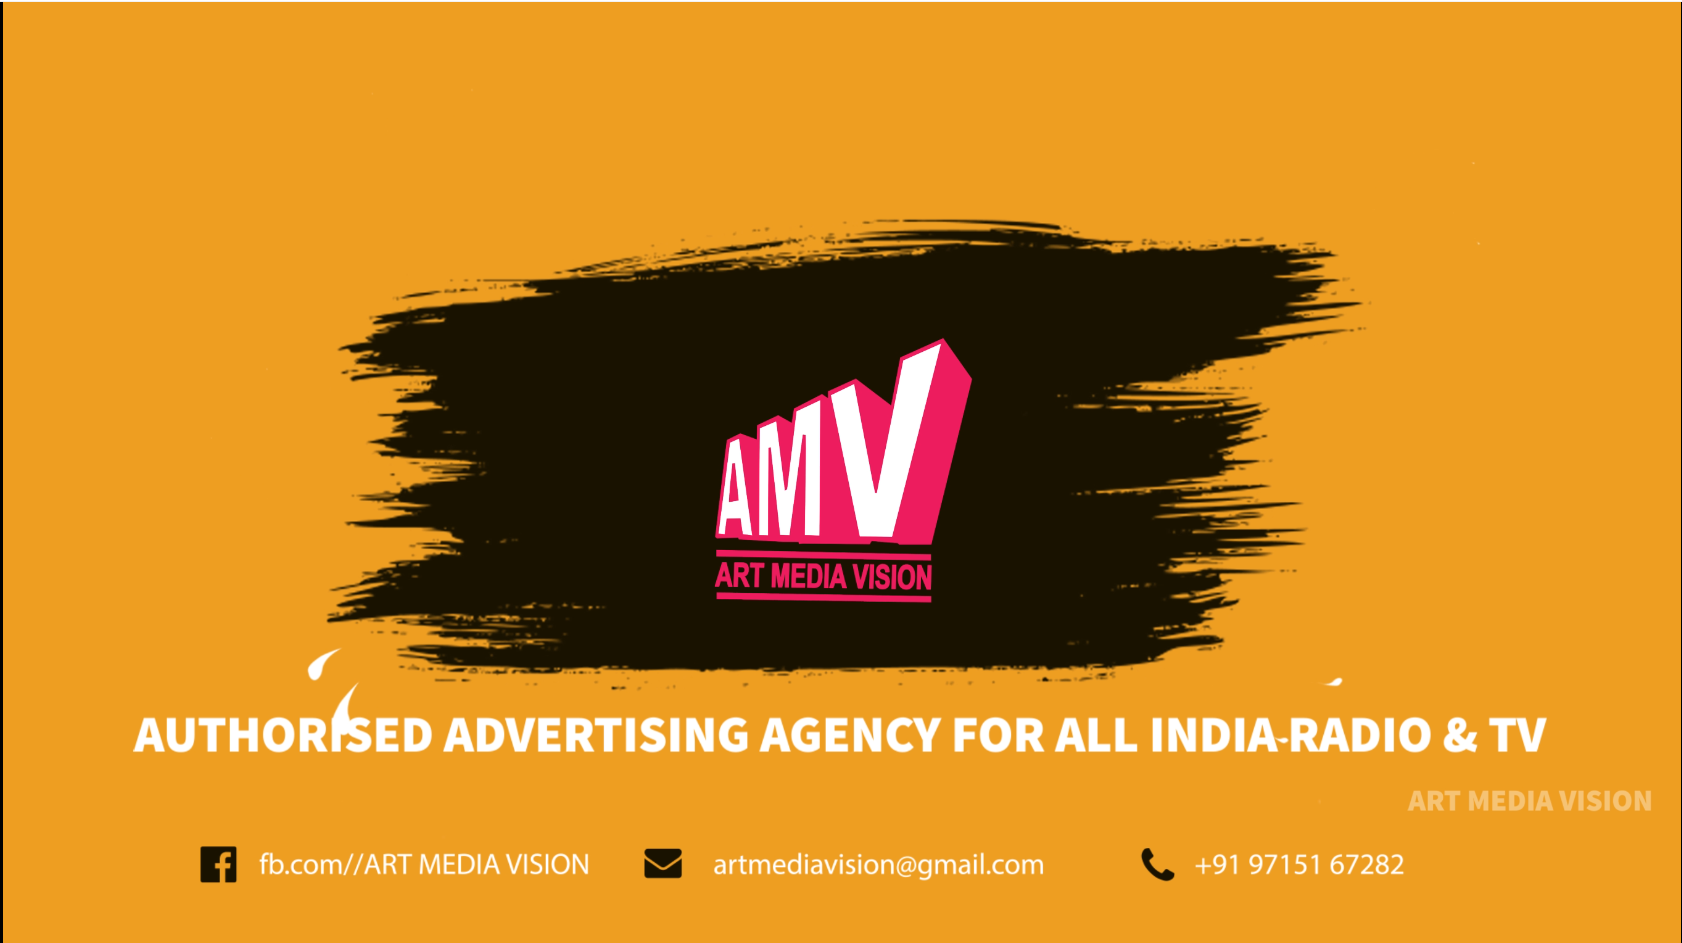 AMV
ART MEDIA VISION
AUTHORISED ADVERTISING AGENCY FOR ALL INDIA-RADIO & TV
ART MEDIA VISION
fb.com//ART MEDIA VISION
artmediavision@gmail.com
+91 97151 67282